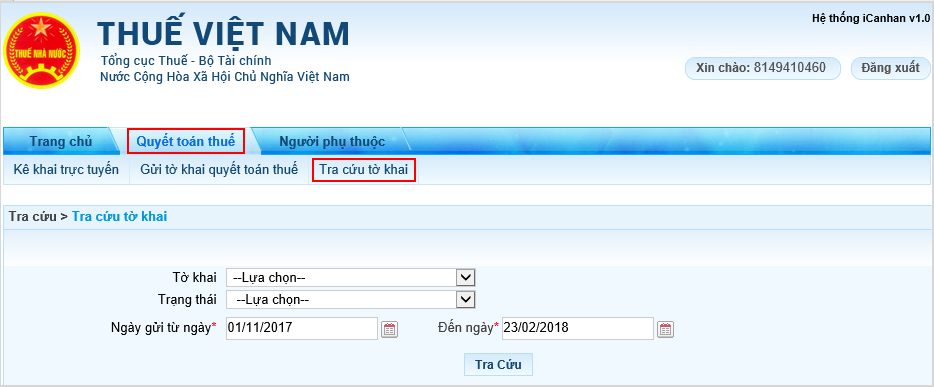 Hệ thống iCanhan v1.0
THUẾ VIỆT NAM
THUẾ NHÀ NƯỚC
Tổng cục Thuế - Bộ Tài chính
Nước Cộng Hòa Xã Hội Chủ Nghĩa Việt Nam
Xin chào: 8149410460 Đăng xuất
Trang chủ Quyết toán thuế Người phụ thuộc
Kê khai trực tuyến Gửi tờ khai quyết toán thuế Tra cứu tờ khai
Tra cứu > Tra cứu tờ khai
Tờ khai --Lựa chọn--
Trạng thái --Lựa chọn--
Ngày gửi từ ngày* 01/11/2017 Đến ngày* 23/02/2018
Tra Cứu